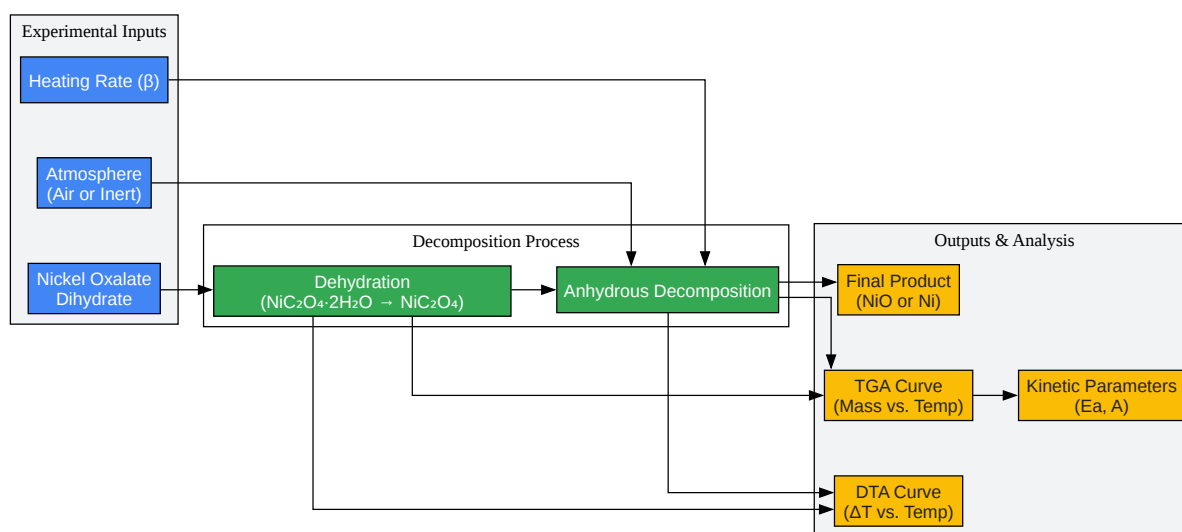 Experimental Inputs
Heating Rate (β)
Atmosphere
(Air or Inert)
Nickel Oxalate
Dihydrate
Decomposition Process
Dehydration
(NiC₂O₄·2H₂O → NiC₂O₄)
Anhydrous Decomposition
Outputs & Analysis
Final Product
(NiO or Ni)
TGA Curve
(Mass vs. Temp)
Kinetic Parameters
(Ea, A)
DTA Curve
(ΔT vs. Temp)